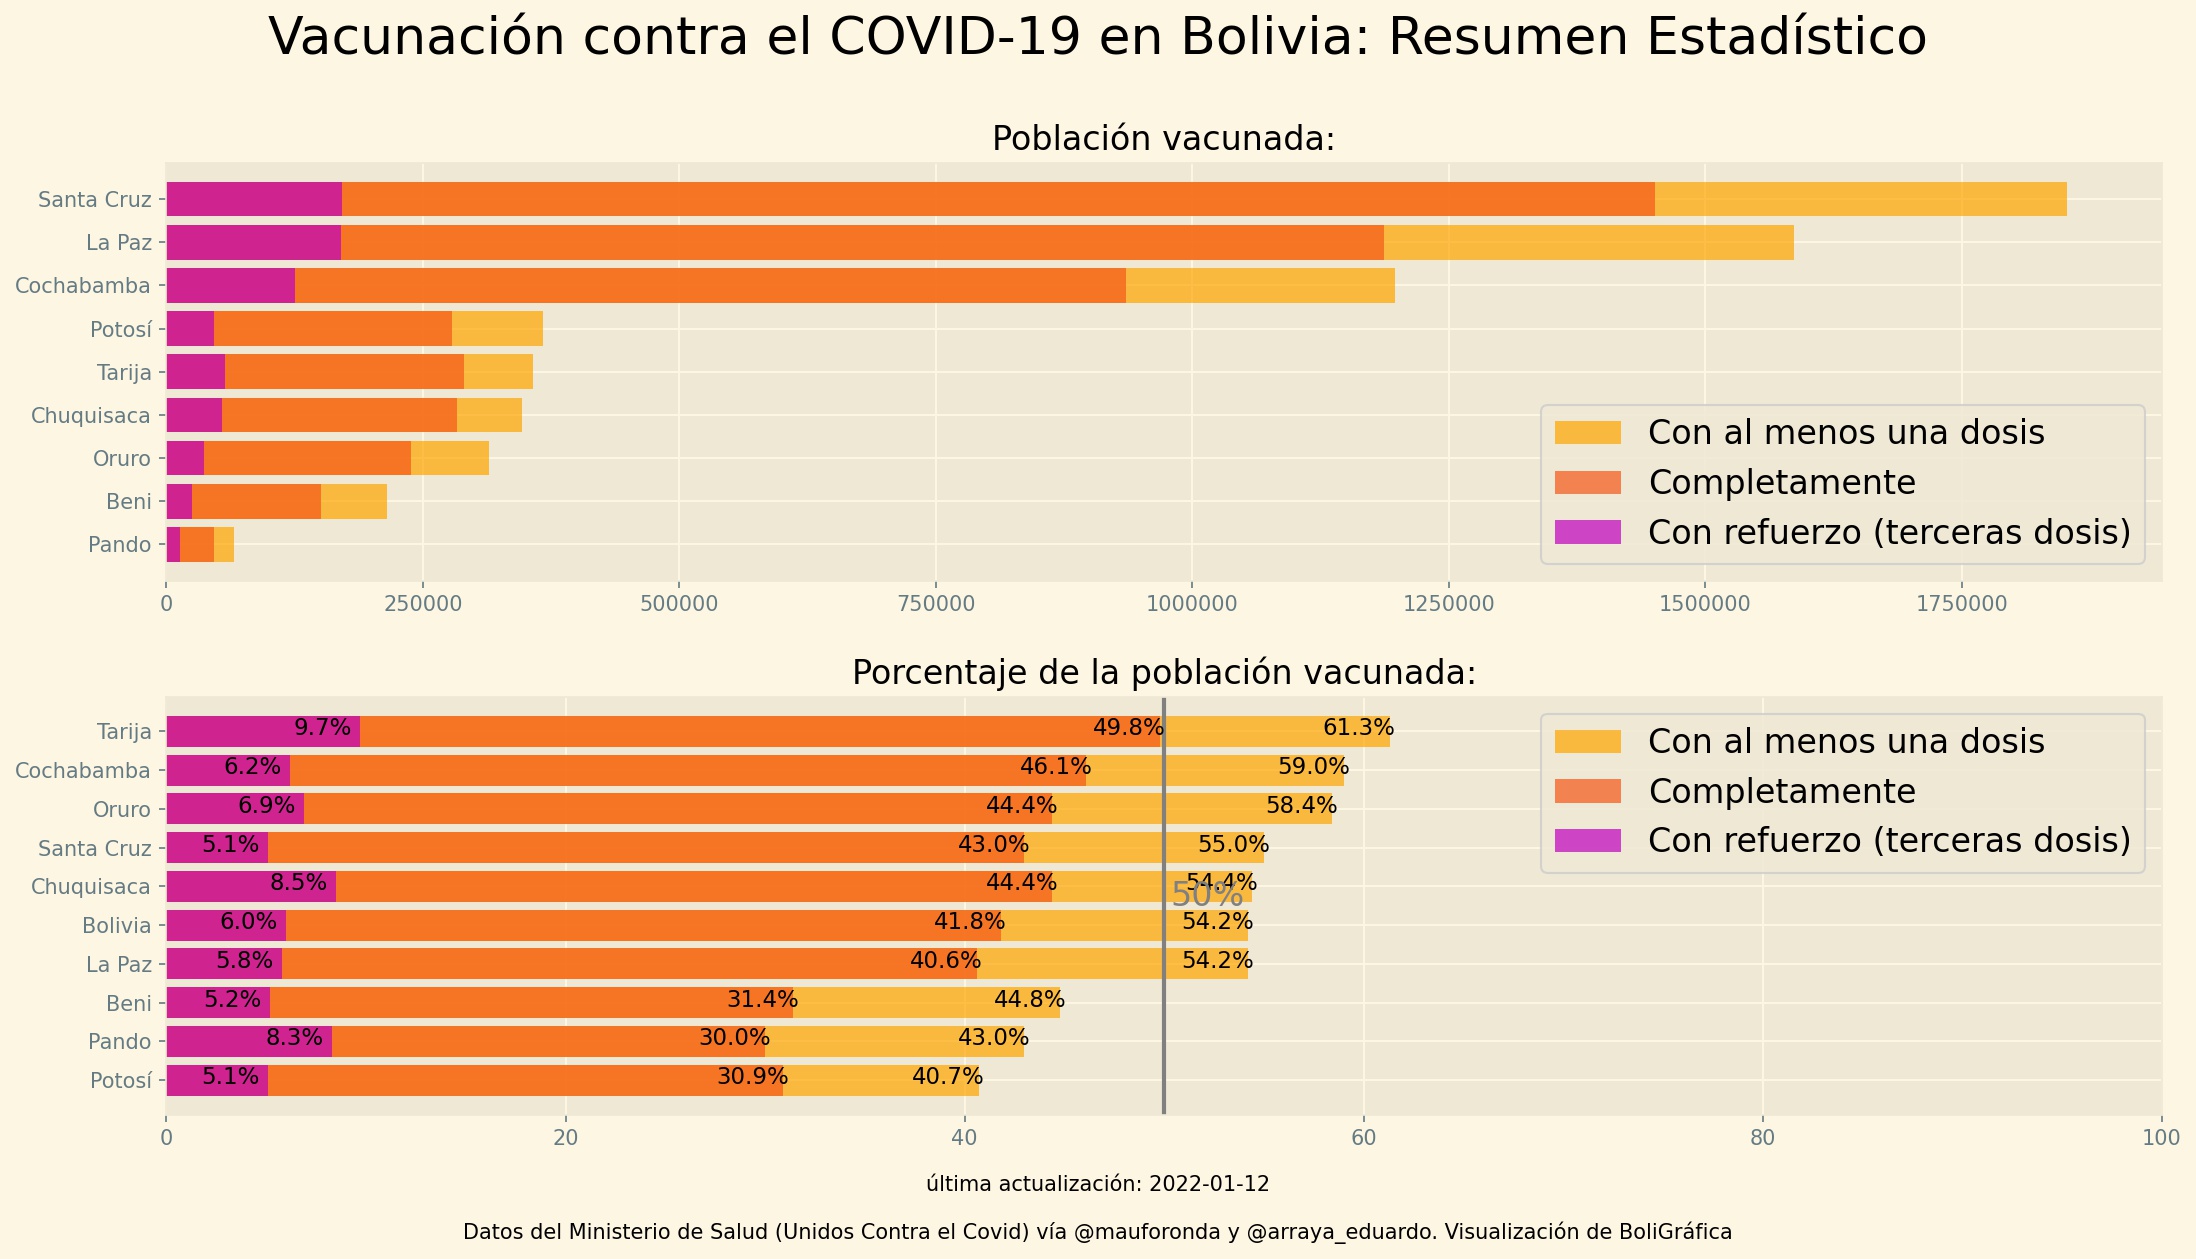 Vacunación contra el COVID-19 en Bolivia: Resumen Estadístico
Población vacunada:
Santa Cruz
La Paz
Cochabamba
Potosí
Tarija
Chuquisaca
Oruro
Beni
Pando
Con al menos una dosis
Completamente
Con refuerzo (terceras dosis)
0 250000 500000 750000 1000000 1250000 1500000 1750000
Porcentaje de la población vacunada:
Tarija 9.7% 49.8% 61.3%
Cochabamba 6.2% 46.1% 59.0%
Oruro 6.9% 44.4% 58.4%
Santa Cruz 5.1% 43.0% 55.0%
Chuquisaca 8.5% 44.4% 54.4%
50%
Bolivia 6.0% 41.8% 54.2%
La Paz 5.8% 40.6% 54.2%
Beni 5.2% 31.4% 44.8%
Pando 8.3% 30.0% 43.0%
Potosí 5.1% 30.9% 40.7%
Con al menos una dosis
Completamente
Con refuerzo (terceras dosis)
0 20 40 60 80 100
última actualización: 2022-01-12
Datos del Ministerio de Salud (Unidos Contra el Covid) vía @mauforonda y @arraya_eduardo. Visualización de BoliGráfica